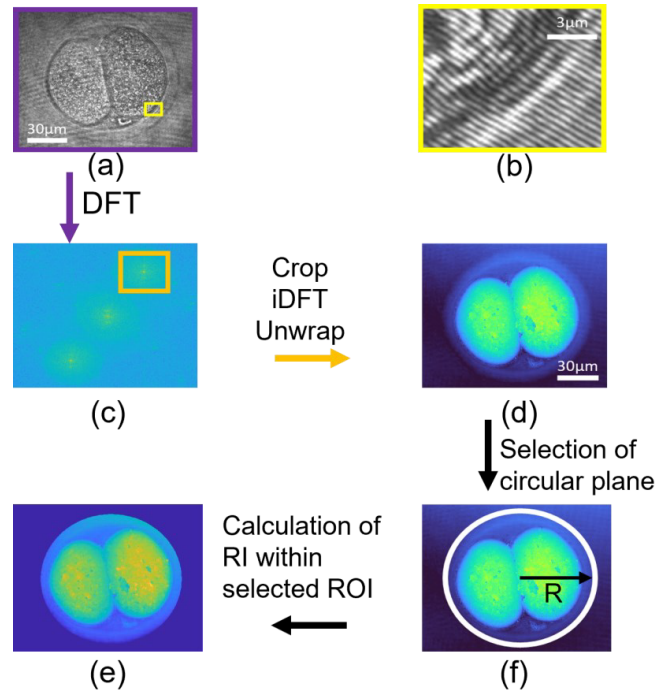 30μm
3μm
(a)
(b)
DFT
Crop
iDFT
Unwrap
30μm
(c)
(d)
Selection of
circular plane
Calculation of
RI within
selected ROI
R
(e)
(f)